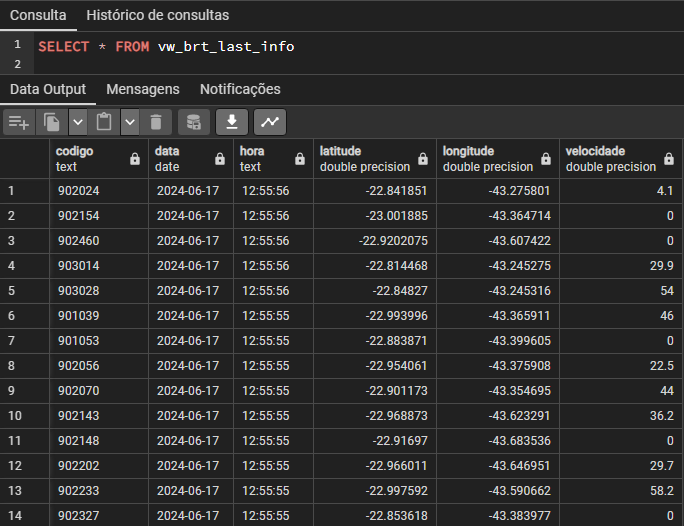 Consulta Histórico de consultas
1 SELECT * FROM vw_brt_last_info
2
Data Output Mensagens Notificações
codigo data hora latitude longitude velocidade
text date text double precision double precision double precision
1 902024 2024-06-17 12:55:56 -22.841851 -43.275801 4.1
2 902154 2024-06-17 12:55:56 -23.001885 -43.364714 0
3 902460 2024-06-17 12:55:56 -22.9202075 -43.607422 0
4 903014 2024-06-17 12:55:56 -22.814468 -43.245275 29.9
5 903028 2024-06-17 12:55:56 -22.84827 -43.245316 54
6 901039 2024-06-17 12:55:55 -22.993996 -43.365911 46
7 901053 2024-06-17 12:55:55 -22.883871 -43.399605 0
8 902056 2024-06-17 12:55:55 -22.954061 -43.375908 22.5
9 902070 2024-06-17 12:55:55 -22.901173 -43.354695 44
10 902143 2024-06-17 12:55:55 -22.968873 -43.623291 36.2
11 902148 2024-06-17 12:55:55 -22.91697 -43.683536 0
12 902202 2024-06-17 12:55:55 -22.966011 -43.646951 29.7
13 902233 2024-06-17 12:55:55 -22.997592 -43.590662 58.2
14 902327 2024-06-17 12:55:55 -22.853618 -43.383977 0